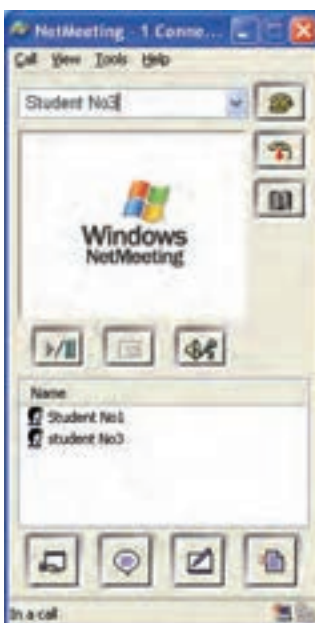 NetMeeting - 1 Conne...
Call View Tools Help
Student No3
Windows
NetMeeting
Name
Student No1
student No3
In a call